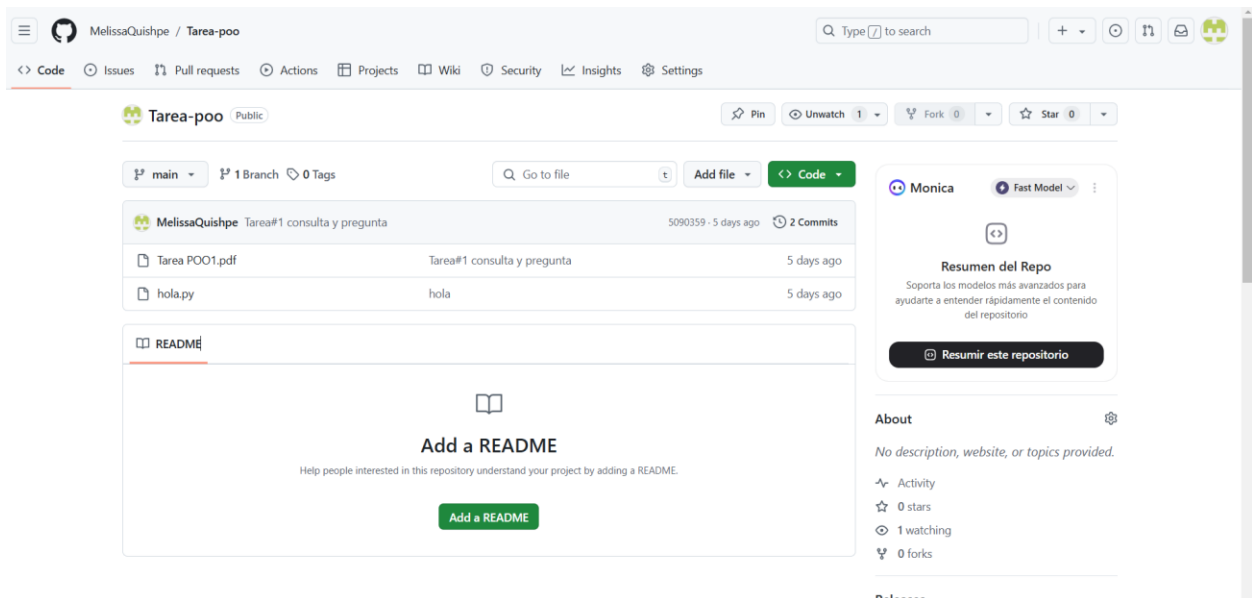 MelissaQuishpe / Tarea-poo
Type / to search
Code Issues Pull requests Actions Projects Wiki Security Insights Settings
Tarea-poo Public
Pin Unwatch 1 Fork 0 Star 0
main 1 Branch 0 Tags Go to file t Add file Code
MelissaQuishpe Tarea#1 consulta y pregunta 5090359 · 5 days ago 2 Commits
Tarea POO1.pdf Tarea#1 consulta y pregunta 5 days ago
hola.py hola 5 days ago
README
Add a README
Help people interested in this repository understand your project by adding a README.
Add a README
Monica Fast Model
Resumen del Repo
Soporta los modelos más avanzados para
ayudarte a entender rápidamente el contenido
del repositorio
Resumir este repositorio
About
No description, website, or topics provided.
Activity
0 stars
1 watching
0 forks
Releases